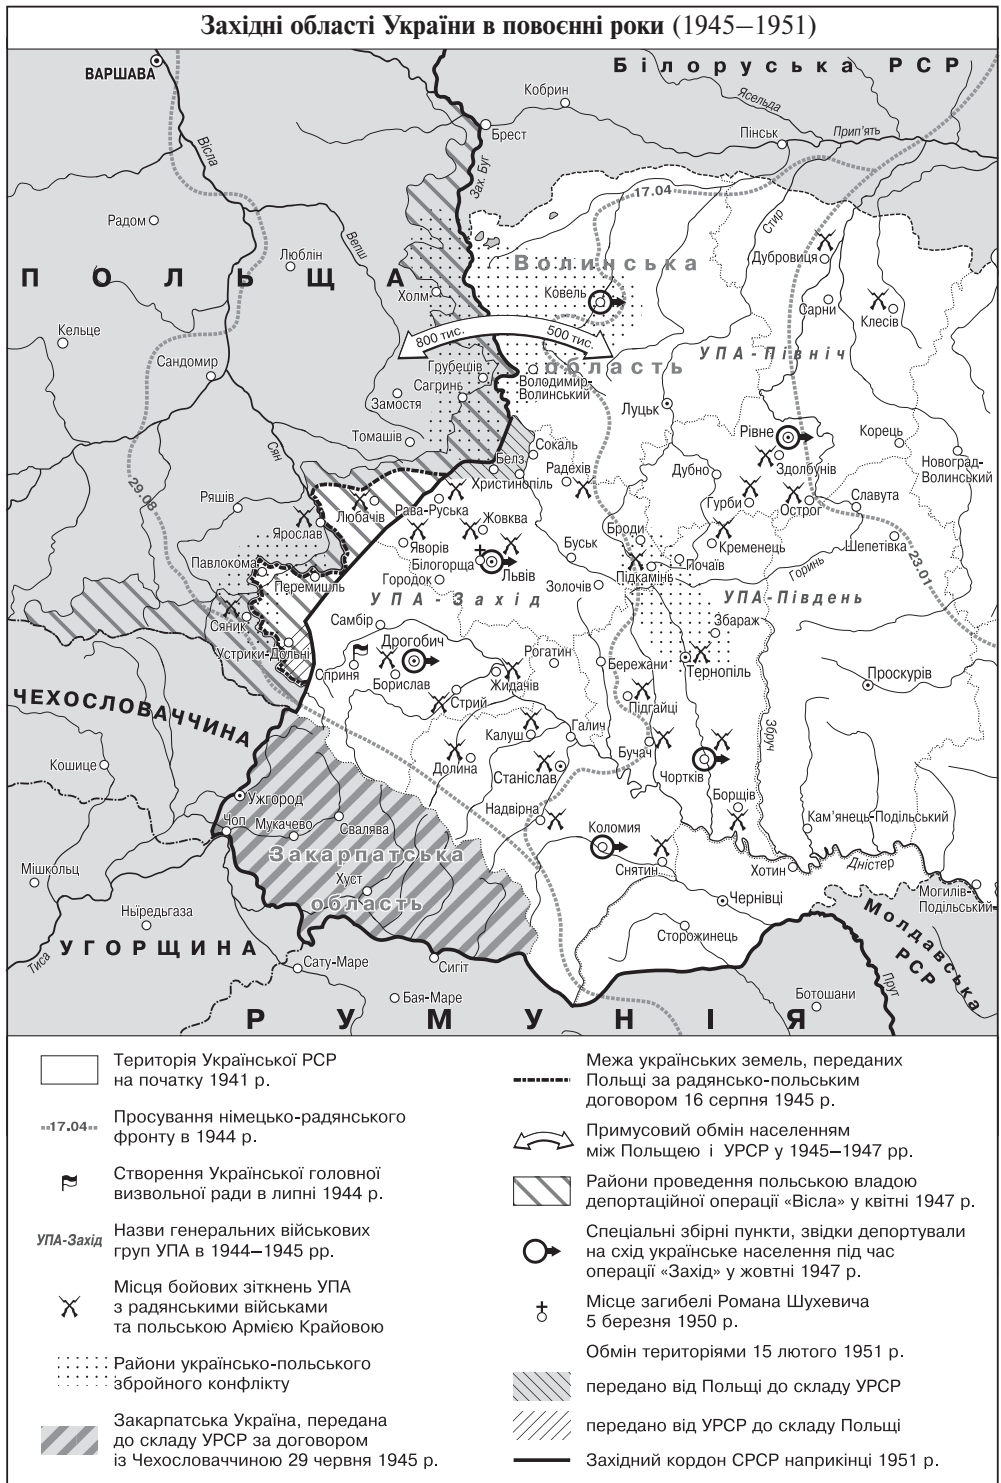 Західні області України в повоєнні роки (1945–1951)
Білоруська РСР
ВАРШАВА
Кобрин
Ясельда
Брест
Пінськ
Прип'ять
Вісла
Зах. Буг
17.04
Стир
Радом
Вепш
Люблін
Дубровиця
Волинська
ПОЛЬЩА
Холм
Ковель
Сарни
Клесів
Кельце
800 тис.
500 тис.
УПА-Північ
Сандомир
Грубешів
область
Сагринь
Володимир-
Волинський
Замостя
Луцьк
Томашів
Сокаль
Рівне
Корець
Сян
Белз
Радехів
Здолбунів
Новоград-
Волинський
29.08
Христинопіль
Дубно
Ряшів
Любачів
Рава-Руська
Гурби
Острог
Славута
Ярослав
Жовква
Броди
Яворів
Буськ
Кременець
Шепетівка
Павлокома
Білогорща
Почаїв
Горинь
23.01
Перемишль
Городок
Львів
Золочів
Підкамінь
УПА-Захід
УПА-Південь
Сяник
Самбір
Збараж
Устрики-Дольні
Дрогобич
Рогатин
Бережани
Сприня
Борислав
Жидачів
Тернопіль
Проскурів
ЧЕХОСЛОВАЧЧИНА
Стрий
Підгайці
Калуш
Галич
Збруч
Кошице
Долина
Бучач
Станіслав
Чортків
Ужгород
Борщів
Надвірна
Чоп
Мукачево
Свалява
Коломия
Кам'янець-Подільський
Закарпатська
Мішкольц
Снятин
Хотин
Дністер
Хуст
Могилів-
Подільський
область
Чернівці
Ньїредьгаза
Молдавська
РСР
Сторожинець
УГОРЩИНА
Тиса
Сату-Маре
Сигіт
Прут
Бая-Маре
Ботошани
РУМУНІЯ
Територія Української РСР
на початку 1941 р.
17.04
Просування німецько-радянського
фронту в 1944 р.
Створення Української головної
визвольної ради в липні 1944 р.
УПА-Захід
Назви генеральних військових
груп УПА в 1944–1945 рр.
Місця бойових зіткнень УПА
з радянськими військами
та польською Армією Крайовою
Райони українсько-польського
збройного конфлікту
Закарпатська Україна, передана
до складу УРСР за договором
із Чехословаччиною 29 червня 1945 р.
Межа українських земель, переданих
Польщі за радянсько-польським
договором 16 серпня 1945 р.
Примусовий обмін населенням
між Польщею і УРСР у 1945–1947 рр.
Райони проведення польською владою
депортаційної операції «Вісла» у квітні 1947 р.
Спеціальні збірні пункти, звідки депортували
на схід українське населення під час
операції «Захід» у жовтні 1947 р.
Місце загибелі Романа Шухевича
5 березня 1950 р.
Обмін територіями 15 лютого 1951 р.
передано від Польщі до складу УРСР
передано від УРСР до складу Польщі
Західний кордон СРСР наприкінці 1951 р.